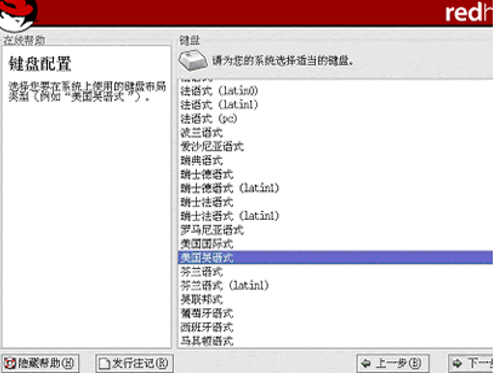 redh
在线帮助
键盘配置
选择您要在系统上使用的键盘布局
类型（例如“美国英语式”）。
键盘
请为您的系统选择适当的键盘。
法语式 (latin0)
法语式 (latin1)
法语式 (pc)
波兰语式
爱沙尼亚语式
瑞典语式
瑞士德语式
瑞士德语式 (latin1)
瑞士法语式
瑞士法语式 (latin1)
罗马尼亚语式
美国国际式
美国英语式
芬兰语式
芬兰语式 (latin1)
英联邦式
葡萄牙语式
西班牙语式
马其顿语式
隐藏帮助(H)
发行注记(R)
上一步(B)
下一